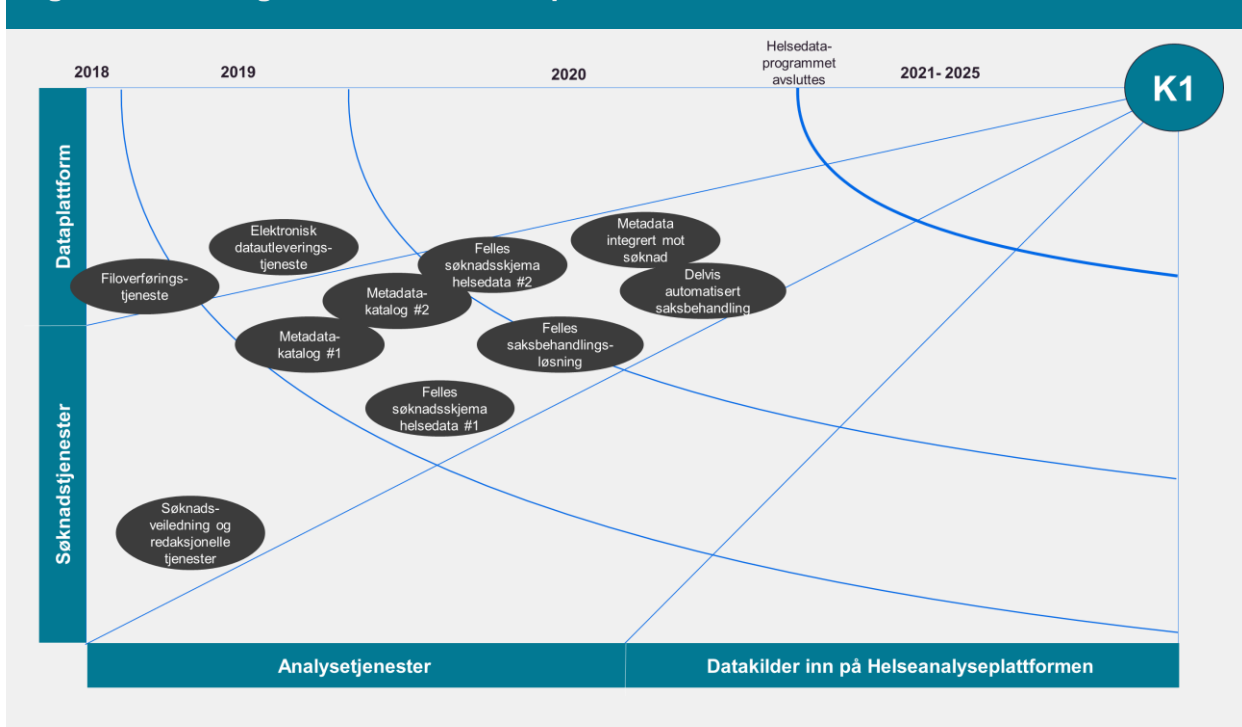 2018
2019
2020
Helsedata-
programmet
avsluttes
2021- 2025
K1
Dataplattform
Elektronisk
datautleverings-
tjeneste
Filoverførings-
tjeneste
Metadata
integrert mot
søknad
Felles
søknadsskjema
helsedata #2
Delvis
automatisert
saksbehandling
Metadata-
katalog #2
Metadata-
katalog #1
Felles
saksbehandlings-
løsning
Felles
søknadsskjema
helsedata #1
Søknadstjenester
Søknads-
veiledning og
redaksjonelle
tjenester
Analysetjenester
Datakilder inn på Helseanalyseplattformen